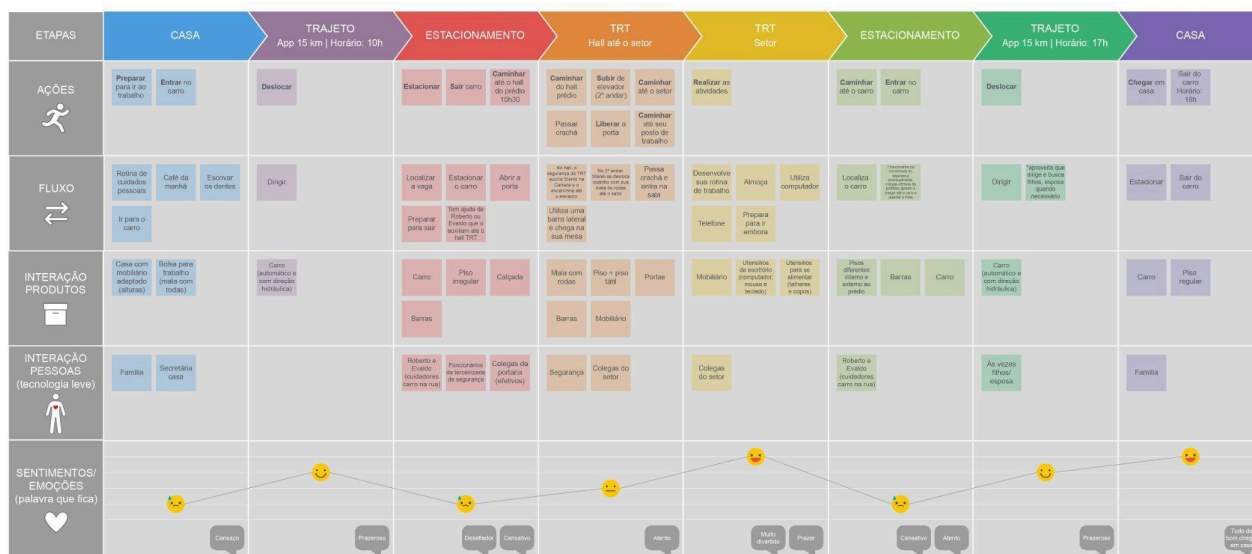 ETAPAS
CASA
TRAJETO
App 15 km | Horário: 10h
ESTACIONAMENTO
TRT
Hall até o setor
TRT
Setor
ESTACIONAMENTO
TRAJETO
App 15 km | Horário: 17h
CASA
AÇÕES
Preparar
para ir ao
trabalho
Entrar no
carro
Deslocar
Estacionar
Sair carro
Caminhar
até o hall
do prédio
10h30
Caminhar
do hall
prédio
Subir de
elevador
(2º andar)
Caminhar
até o setor
Passar
crachá
Liberar a
porta
Caminhar
até seu
posto de
trabalho
Realizar as
atividades
Caminhar
até o carro
Entrar no
carro
Deslocar
Chegar em
casa
Sair do
carro
Horário:
18h
FLUXO
Rotina de
cuidados
pessoais
Café da
manhã
Escovar
os dentes
Ir para o
carro
Dirigir
Localizar
a vaga
Estacionar
o carro
Abrir a
porta
Preparar
para sair
Tem ajuda de
Roberto ou
Evaldo que o
auxiliam até o
hall TRT
Passa
crachá e
entra na
sala
Utiliza uma
barra lateral
e chega na
sua mesa
Desenvolve
sua rotina
de trabalho
Almoça
Utiliza
computador
Telefone
Prepara
para ir
embora
Localiza
o carro
Dirigir
*aproveita que
dirige e busca
filhos, esposa
quando
necessário
Estacionar
Sair do
carro
INTERAÇÃO
PRODUTOS
Casa com
mobiliário
adaptado
(alturas)
Bolsa para
trabalho
(mala com
rodas)
Carro
(automático e
com direção
hidráulica)
Carro
Piso
irregular
Calçada
Barras
Mala com
rodas
Piso + piso
tátil
Portas
Barras
Mobiliário
Mobiliário
Utensílios
de escritório
(computador,
mouse e
teclado)
Utensílios
para se
alimentar
(talheres
e copos)
Pisos
diferentes
interno e
externo ao
prédio
Barras
Carro
Carro
(automático e
com direção
hidráulica)
Carro
Piso
regular
INTERAÇÃO
PESSOAS
(tecnologia leve)
Família
Secretária
casa
Roberto e
Evaldo
(cuidadores
carro na rua)
Funcionários
da terceirizada
de segurança
Colegas da
portaria
(efetivos)
Segurança
Colegas do
setor
Colegas
do setor
Roberto e
Evaldo
(cuidadores
carro na rua)
Às vezes
filhos/
esposa
Família
SENTIMENTOS/
EMOÇÕES
(palavra que fica)
Cansaço
Prazeroso
Desafiador
Cansativo
Atento
Muito
divertido
Prazer
Cansativo
Atento
Prazeroso
Tudo de
bom chegar
em casa